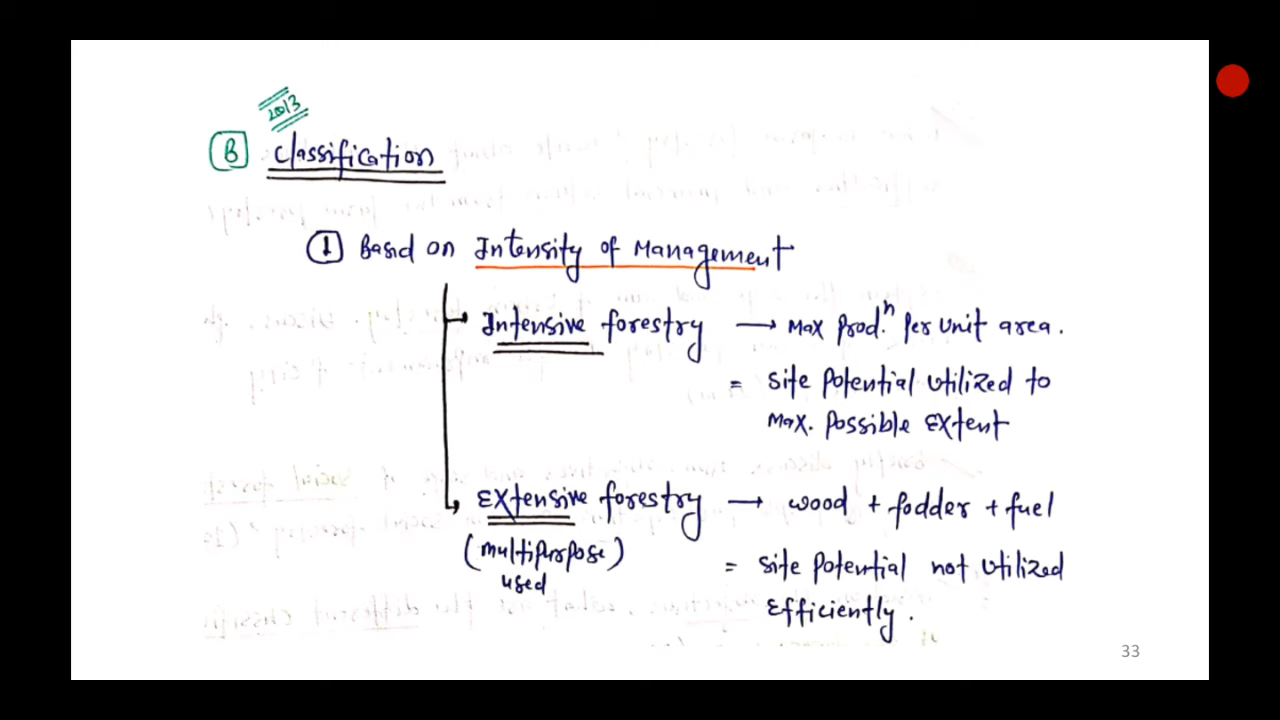 2013
B Classification
1 Based on Intensity of Management
Intensive forestry → Max Prod.n Per Unit area.
= Site Potential Utilized to
Max. Possible Extent
Extensive forestry → wood + fodder + fuel
(multipurpose)
used
= Site Potential not Utilized
Efficiently.
33